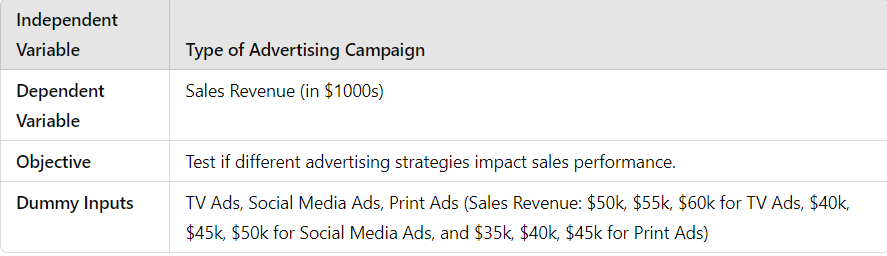 Independent
Variable
Type of Advertising Campaign
Dependent
Variable
Sales Revenue (in $1000s)
Objective
Test if different advertising strategies impact sales performance.
Dummy Inputs
TV Ads, Social Media Ads, Print Ads (Sales Revenue: $50k, $55k, $60k for TV Ads, $40k,
$45k, $50k for Social Media Ads, and $35k, $40k, $45k for Print Ads)